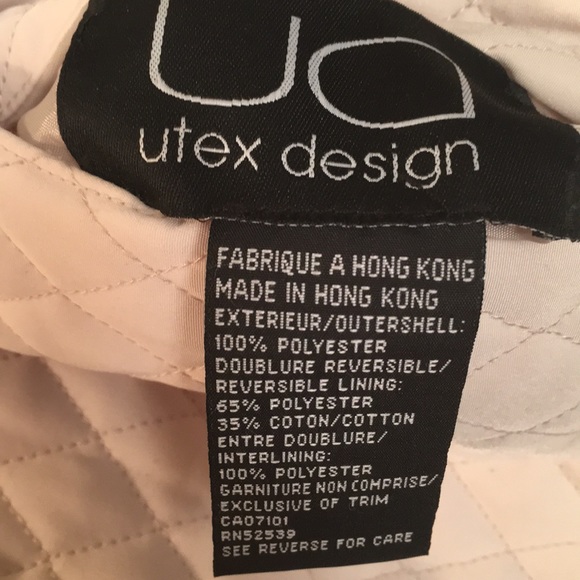 ud
utex design
FABRIQUE A HONG KONG
MADE IN HONG KONG
EXTERIEUR/OUTERSHELL:
100% POLYESTER
DOUBLURE REVERSIBLE/
REVERSIBLE LINING:
65% POLYESTER
35% COTON/COTTON
ENTRE DOUBLURE/
INTERLINING:
100% POLYESTER
GARNITURE NON COMPRISE/
EXCLUSIVE OF TRIM
CA07101
RN52539
SEE REVERSE FOR CARE